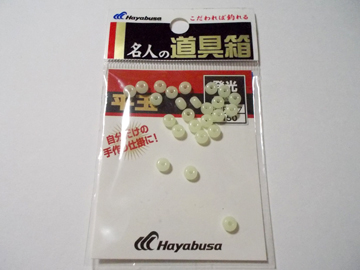 Hayabusa
こだわれば釣れる
名人の道具箱
平玉
発光
自分だけの
手作り仕掛に!
Hayabusa